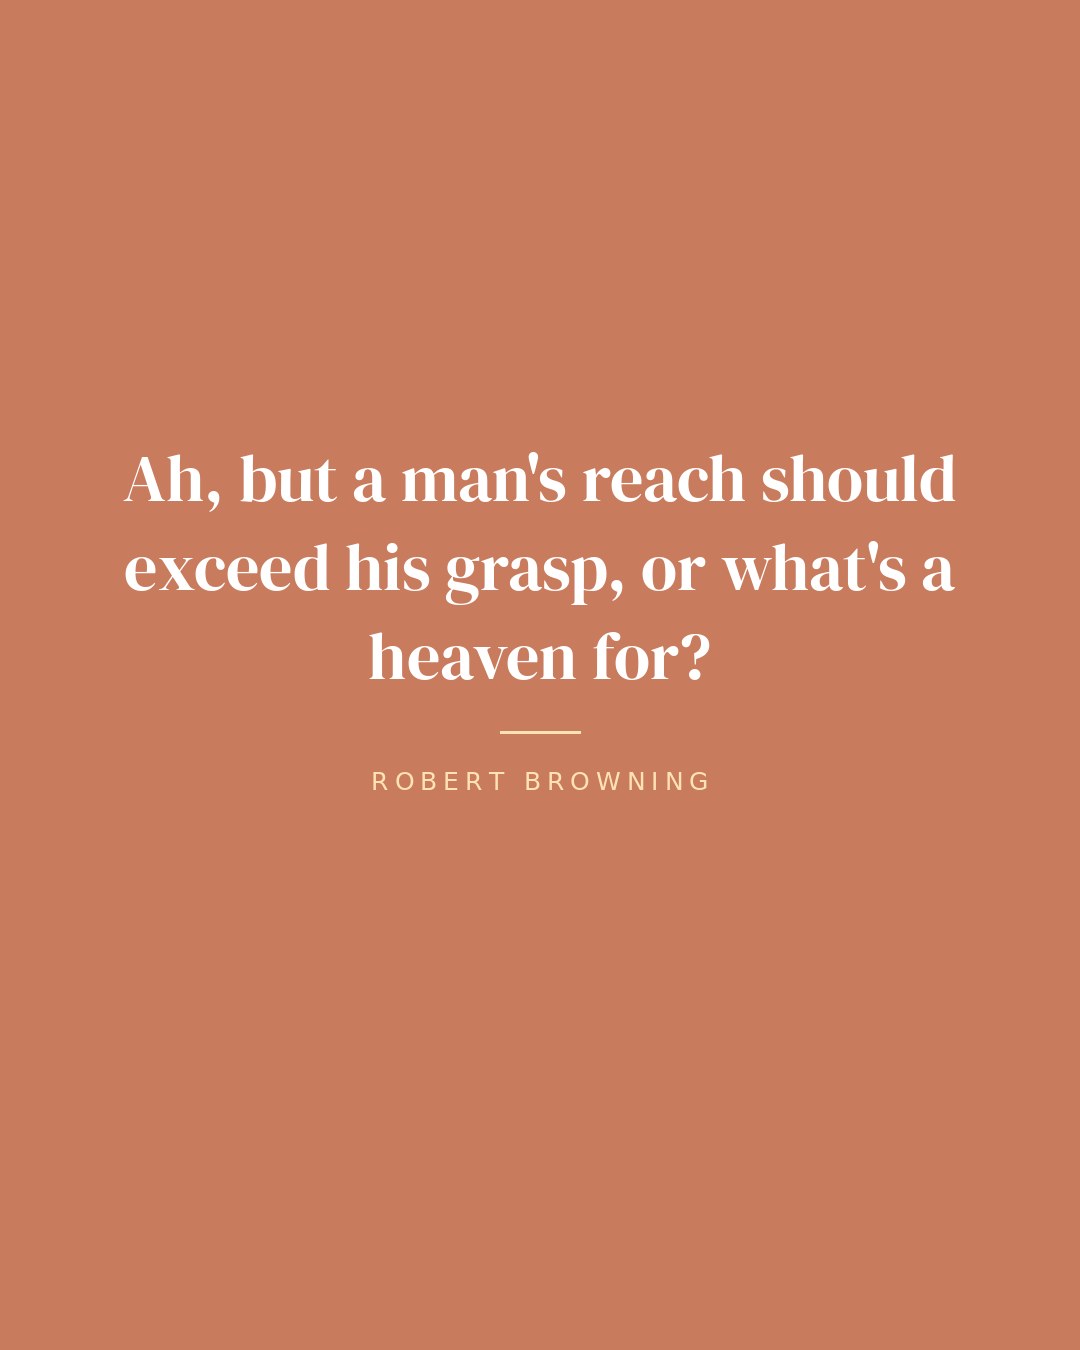 Ah, but a man's reach should
exceed his grasp, or what's a
heaven for?
ROBERT BROWNING